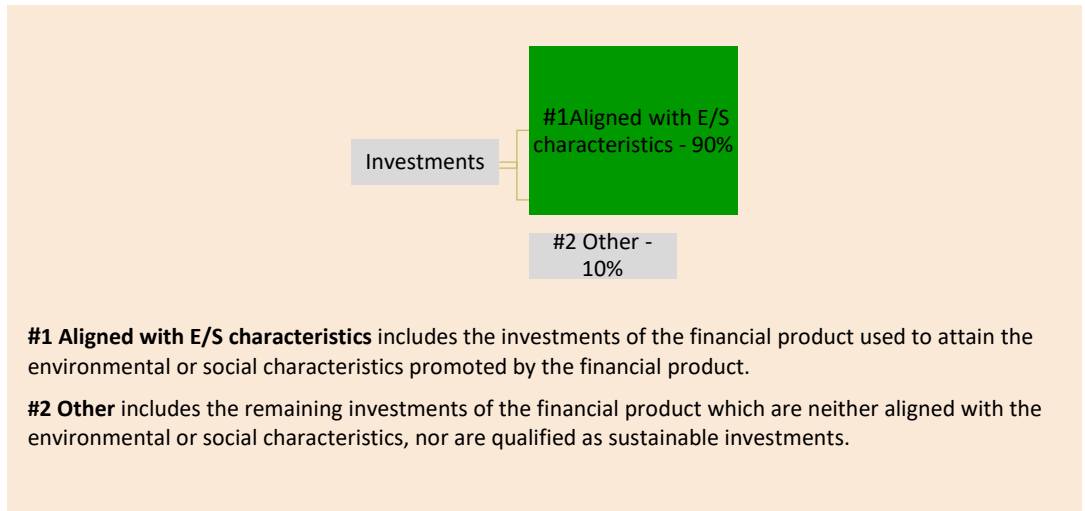 #1Aligned with E/S
characteristics - 90%
Investments
#2 Other -
10%
#1 Aligned with E/S characteristics includes the investments of the financial product used to attain the
environmental or social characteristics promoted by the financial product.
#2 Other includes the remaining investments of the financial product which are neither aligned with the
environmental or social characteristics, nor are qualified as sustainable investments.